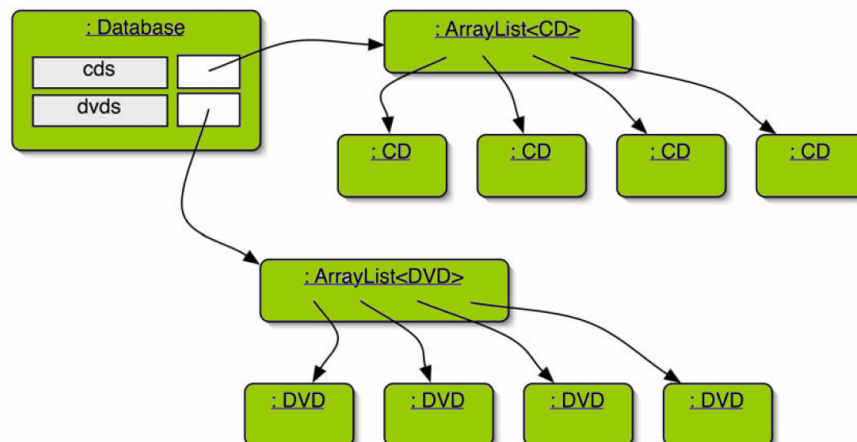 : Database
cds
dvds
: ArrayList<CD>
: CD
: CD
: CD
: CD
: ArrayList<DVD>
: DVD
: DVD
: DVD
: DVD